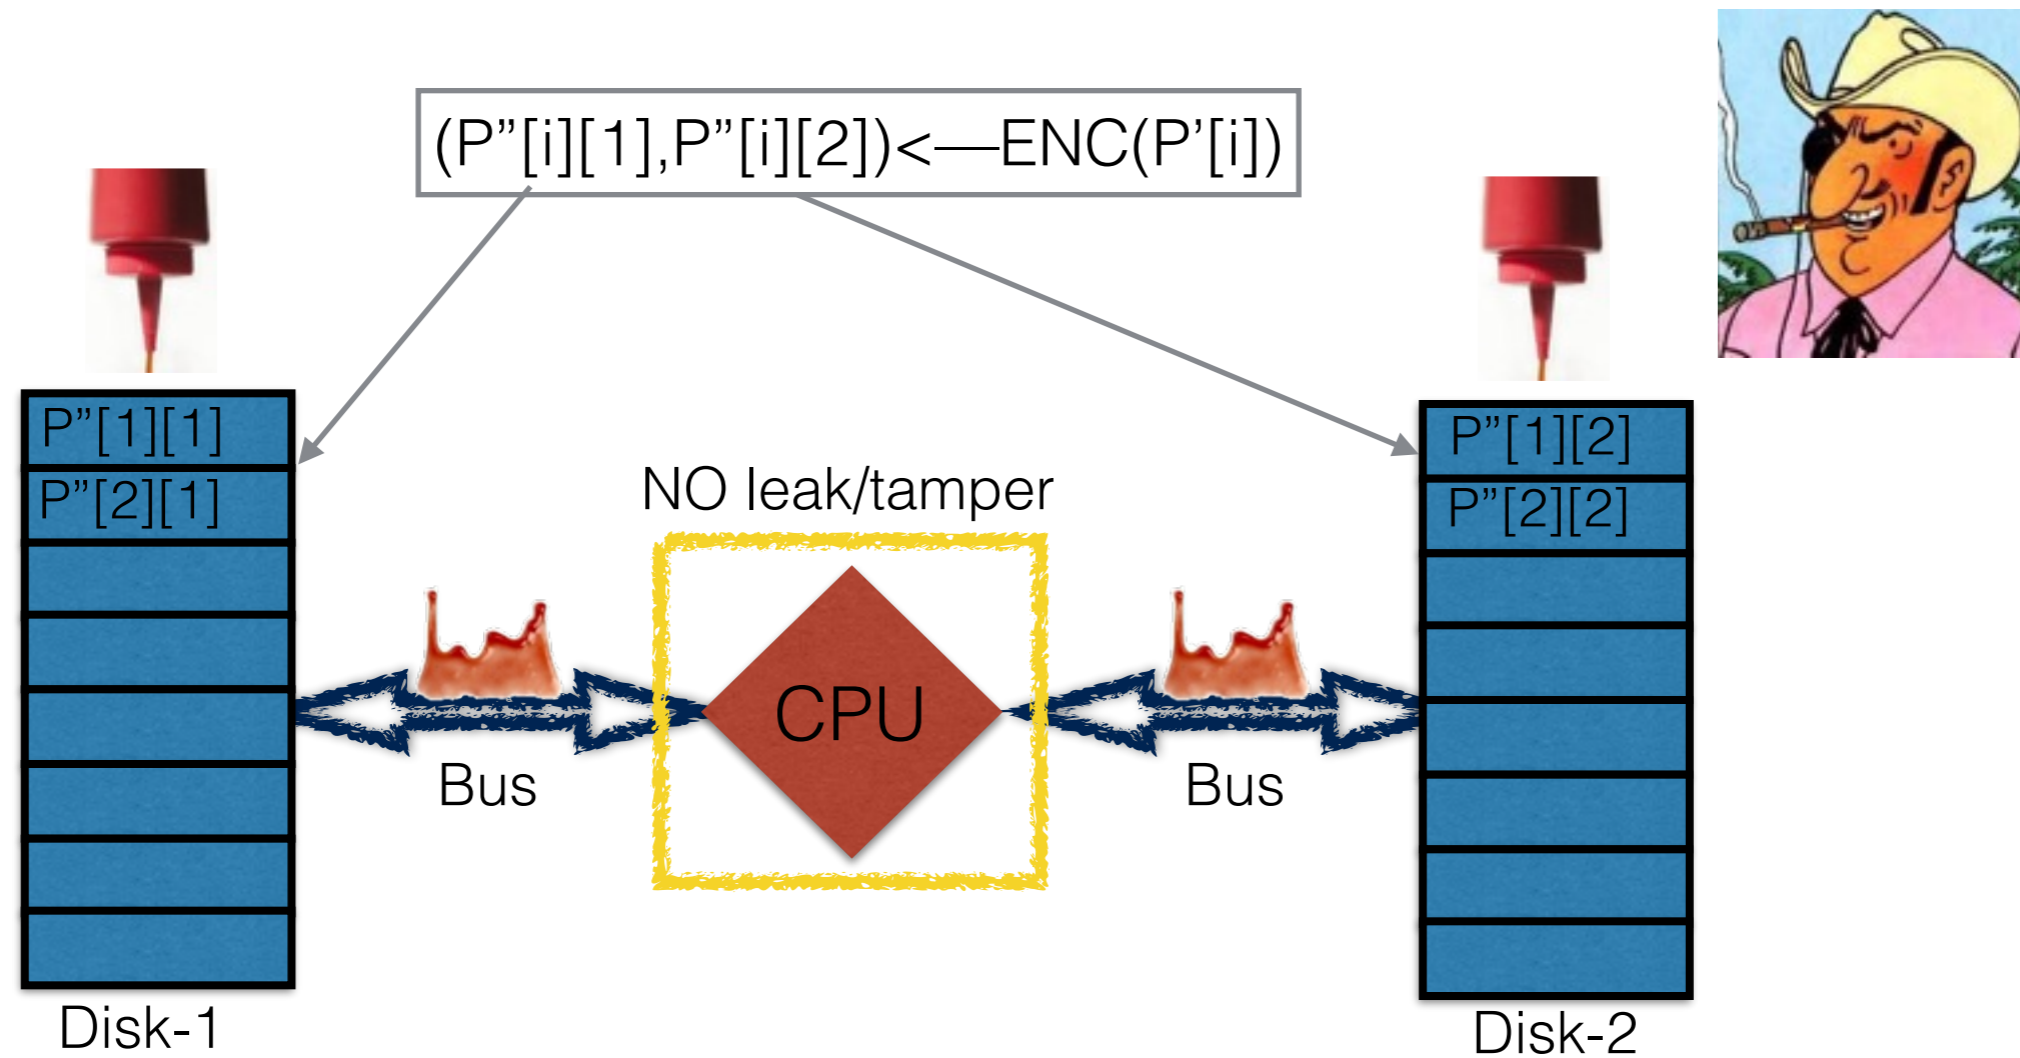 (P”[i][1],P”[i][2])<—ENC(P’[i])
P”[1][1]
P”[2][1]
P”[1][2]
P”[2][2]
NO leak/tamper
CPU
Bus
Bus
Disk-1
Disk-2